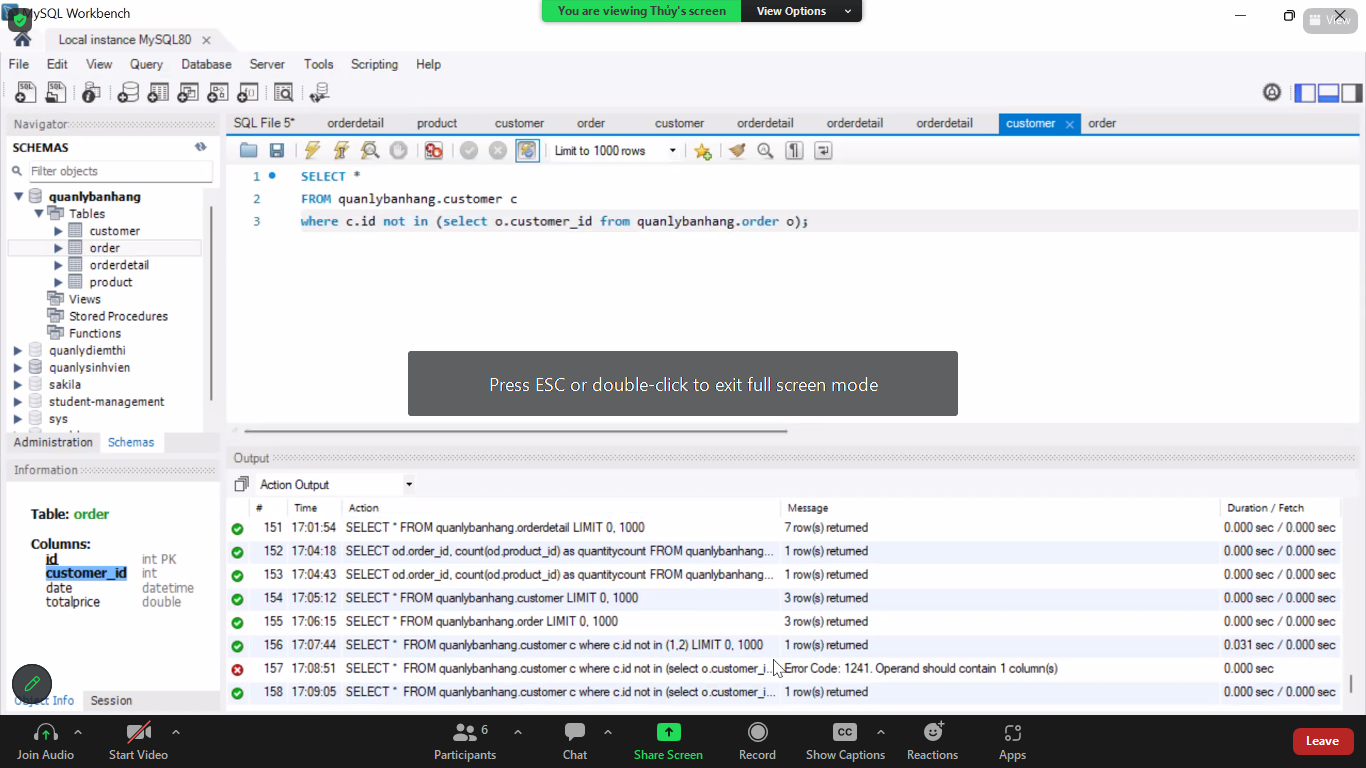 MySQL Workbench
You are viewing Thủy's screen View Options
View
Local instance MySQL80
File Edit View Query Database Server Tools Scripting Help
Navigator
SCHEMAS
Filter objects
quanlybanhang
Tables
customer
order
orderdetail
product
Views
Stored Procedures
Functions
quanlydiemthi
quanlysinhvien
sakila
student-management
sys
Administration Schemas
Information
Table: order
Columns:
id int PK
customer_id int
date datetime
totalprice double
Object Info Session
SQL File 5* orderdetail product customer order customer orderdetail orderdetail orderdetail customer order
Limit to 1000 rows
1 SELECT *
2 FROM quanlybanhang.customer c
3 where c.id not in (select o.customer_id from quanlybanhang.order o);
Press ESC or double-click to exit full screen mode
Output
Action Output
# Time Action Message Duration / Fetch
151 17:01:54 SELECT * FROM quanlybanhang.orderdetail LIMIT 0, 1000 7 row(s) returned 0.000 sec / 0.000 sec
152 17:04:18 SELECT od.order_id, count(od.product_id) as quantitycount FROM quanlybanhang... 1 row(s) returned 0.000 sec / 0.000 sec
153 17:04:43 SELECT od.order_id, count(od.product_id) as quantitycount FROM quanlybanhang... 1 row(s) returned 0.000 sec / 0.000 sec
154 17:05:12 SELECT * FROM quanlybanhang.customer LIMIT 0, 1000 3 row(s) returned 0.000 sec / 0.000 sec
155 17:06:15 SELECT * FROM quanlybanhang.order LIMIT 0, 1000 3 row(s) returned 0.000 sec / 0.000 sec
156 17:07:44 SELECT * FROM quanlybanhang.customer c where c.id not in (1,2) LIMIT 0, 1000 1 row(s) returned 0.031 sec / 0.000 sec
157 17:08:51 SELECT * FROM quanlybanhang.customer c where c.id not in (select o.customer_i... Error Code: 1241. Operand should contain 1 column(s) 0.000 sec
158 17:09:05 SELECT * FROM quanlybanhang.customer c where c.id not in (select o.customer_i... 1 row(s) returned 0.000 sec / 0.000 sec
6
Join Audio Start Video Participants Chat Share Screen Record Show Captions Reactions Apps Leave